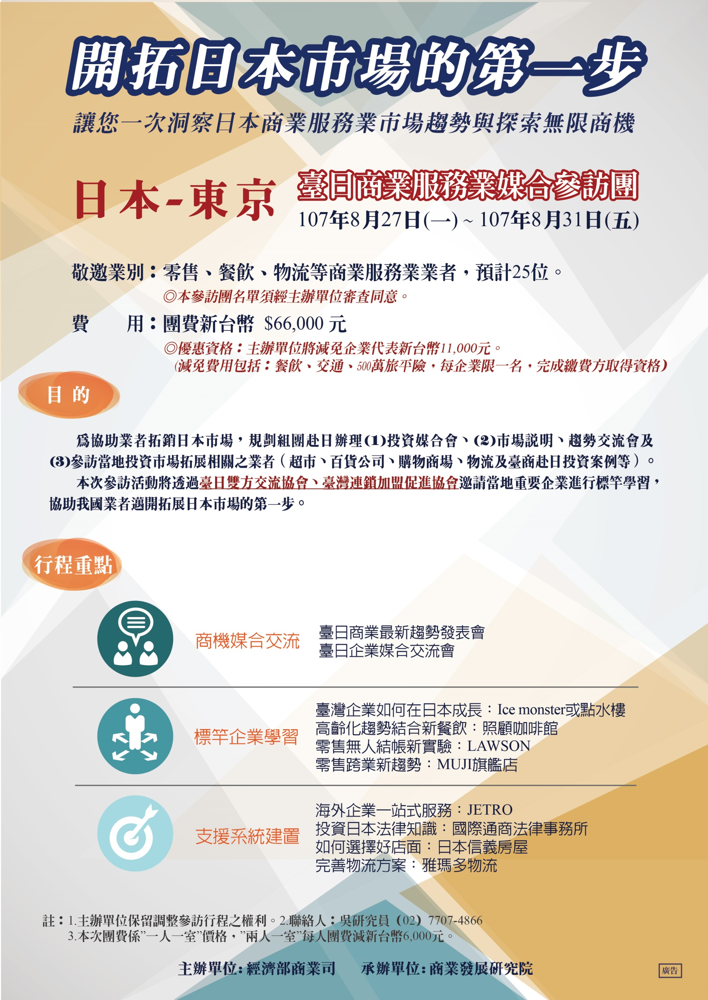 開拓日本市場的第一步
讓您一次洞察日本商業服務業市場趨勢與探索無限商機
日本-東京
臺日商業服務業媒合參訪團
107年8月27日(一)~ 107年8月31日(五)
敬邀業別：零售、餐飲、物流等商業服務業業者，預計25位。
◎本參訪團名單須經主辦單位審查同意。
費　　用：團費新台幣 $66,000 元
◎優惠資格：主辦單位將減免企業代表新台幣11,000元。
(減免費用包括：餐飲、交通、500萬旅平險，每企業限一名，完成繳費方取得資格)
目 的
為協助業者拓銷日本市場，規劃組團赴日辦理(1)投資媒合會、(2)市場說明、趨勢交流會及
(3)參訪當地投資市場拓展相關之業者（超市、百貨公司、購物商場、物流及臺商赴日投資案例等）。
本次參訪活動將透過臺日雙方交流協會、臺灣連鎖加盟促進協會邀請當地重要企業進行標竿學習，
協助我國業者邁開拓展日本市場的第一步。
行程重點
商機媒合交流
臺日商業最新趨勢發表會
臺日企業媒合交流會
標竿企業學習
臺灣企業如何在日本成長：Ice monster或點水樓
高齡化趨勢結合新餐飲：照顧咖啡館
零售無人結帳新實驗：LAWSON
零售跨業新趨勢：MUJI旗艦店
支援系統建置
海外企業一站式服務：JETRO
投資日本法律知識：國際通商法律事務所
如何選擇好店面：日本信義房屋
完善物流方案：雅瑪多物流
註：1.主辦單位保留調整參訪行程之權利。2.聯絡人：吳研究員（02）7707-4866
3.本次團費係”一人一室”價格，”兩人一室”每人團費減新台幣6,000元。
主辦單位:經濟部商業司　　承辦單位:商業發展研究院
廣告